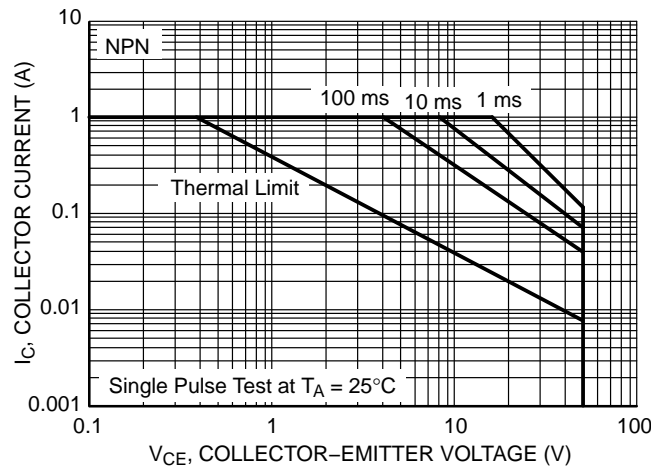 10
NPN
1
100 ms
10 ms
1 ms
Thermal Limit
0.1
0.01
Single Pulse Test at TA = 25°C
0.001
0.1
1
10
100
IC, COLLECTOR CURRENT (A)
VCE, COLLECTOR−EMITTER VOLTAGE (V)